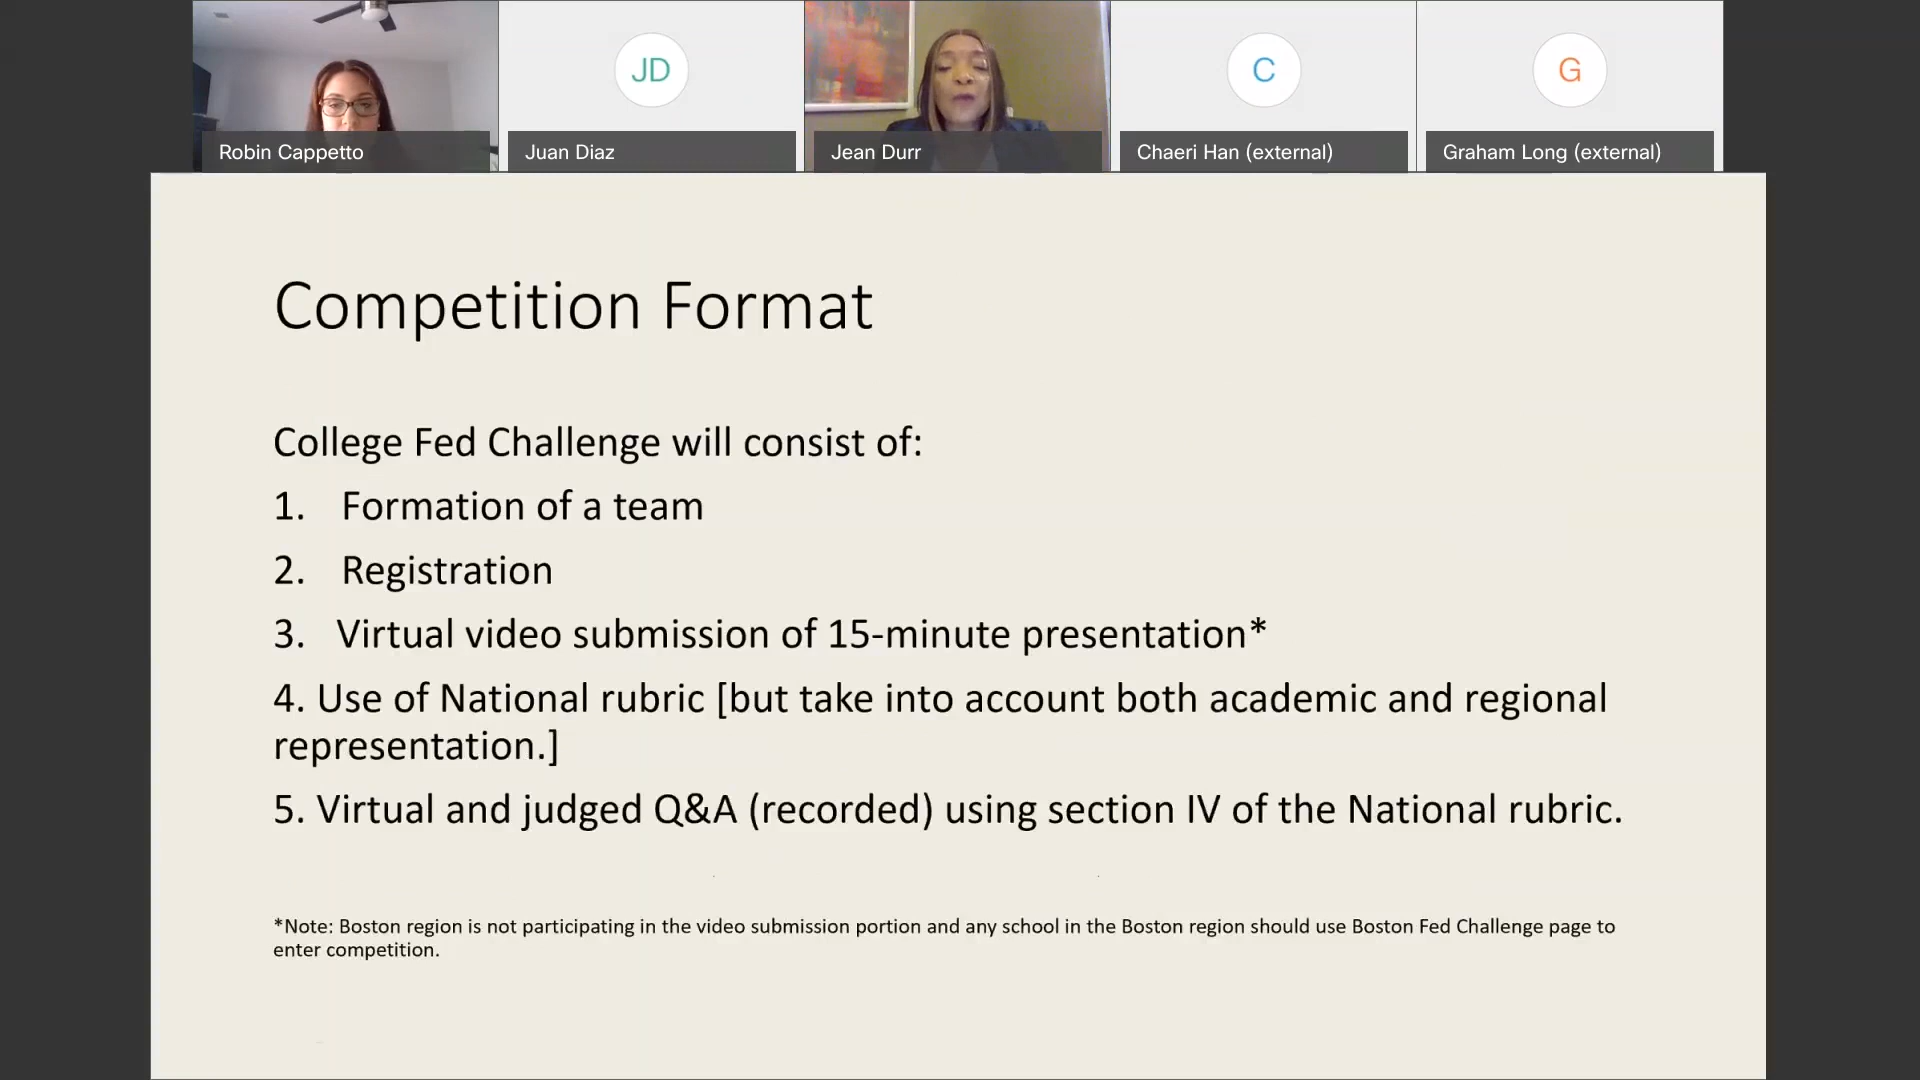 JD
C
G
Robin Cappetto
Juan Diaz
Jean Durr
Chaeri Han (external)
Graham Long (external)
Competition Format
College Fed Challenge will consist of:
1. Formation of a team
2. Registration
3. Virtual video submission of 15-minute presentation*
4. Use of National rubric [but take into account both academic and regional
representation.]
5. Virtual and judged Q&A (recorded) using section IV of the National rubric.
*Note: Boston region is not participating in the video submission portion and any school in the Boston region should use Boston Fed Challenge page to
enter competition.